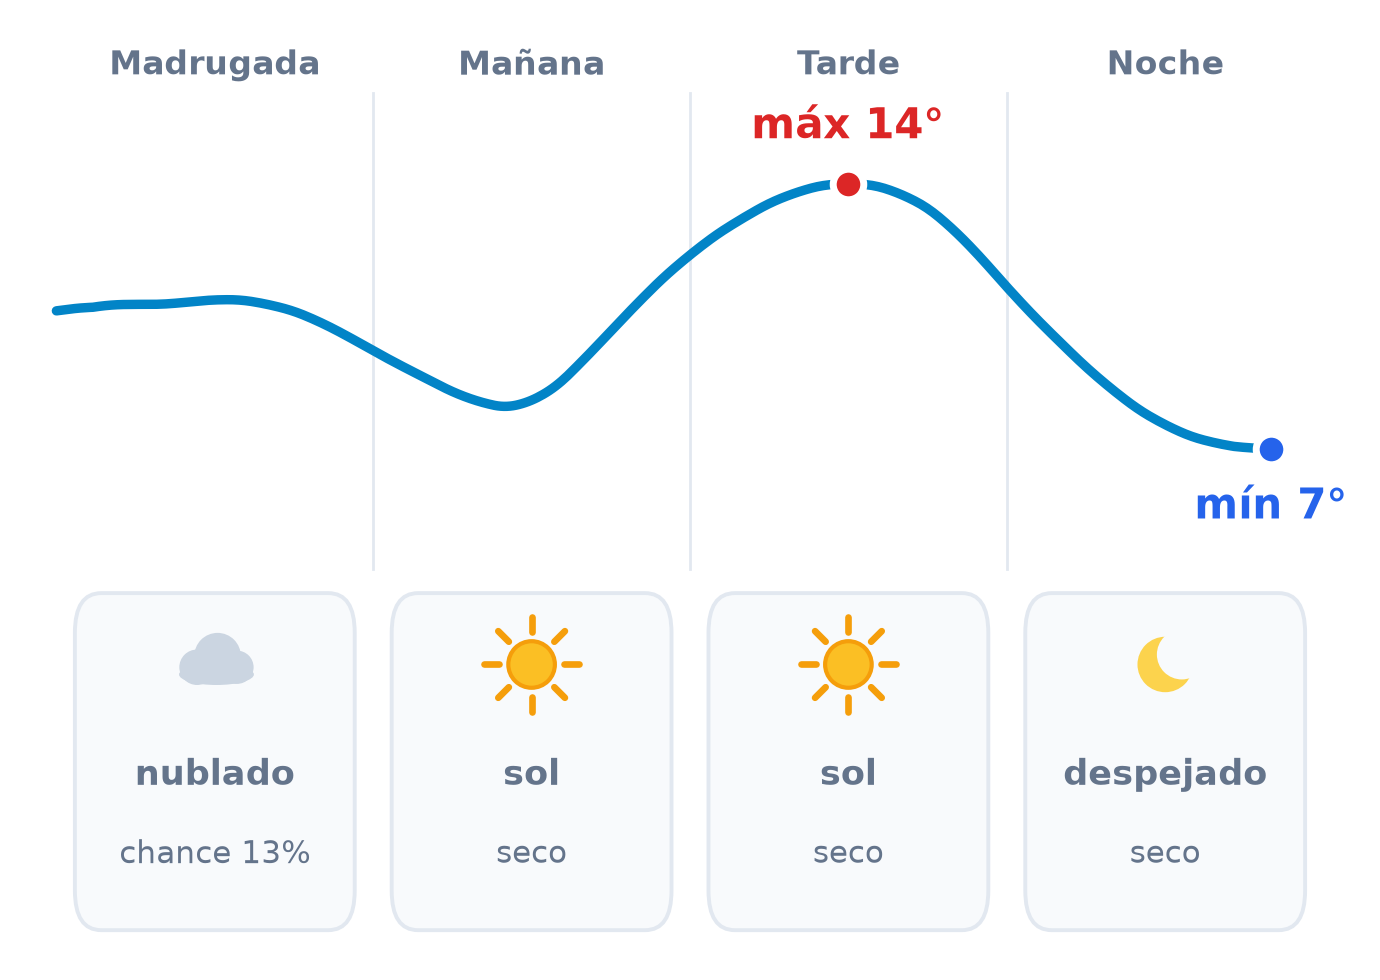 Madrugada
Mañana
Tarde
Noche
máx 14°
mín 7°
nublado
sol
sol
despejado
chance 13%
seco
seco
seco